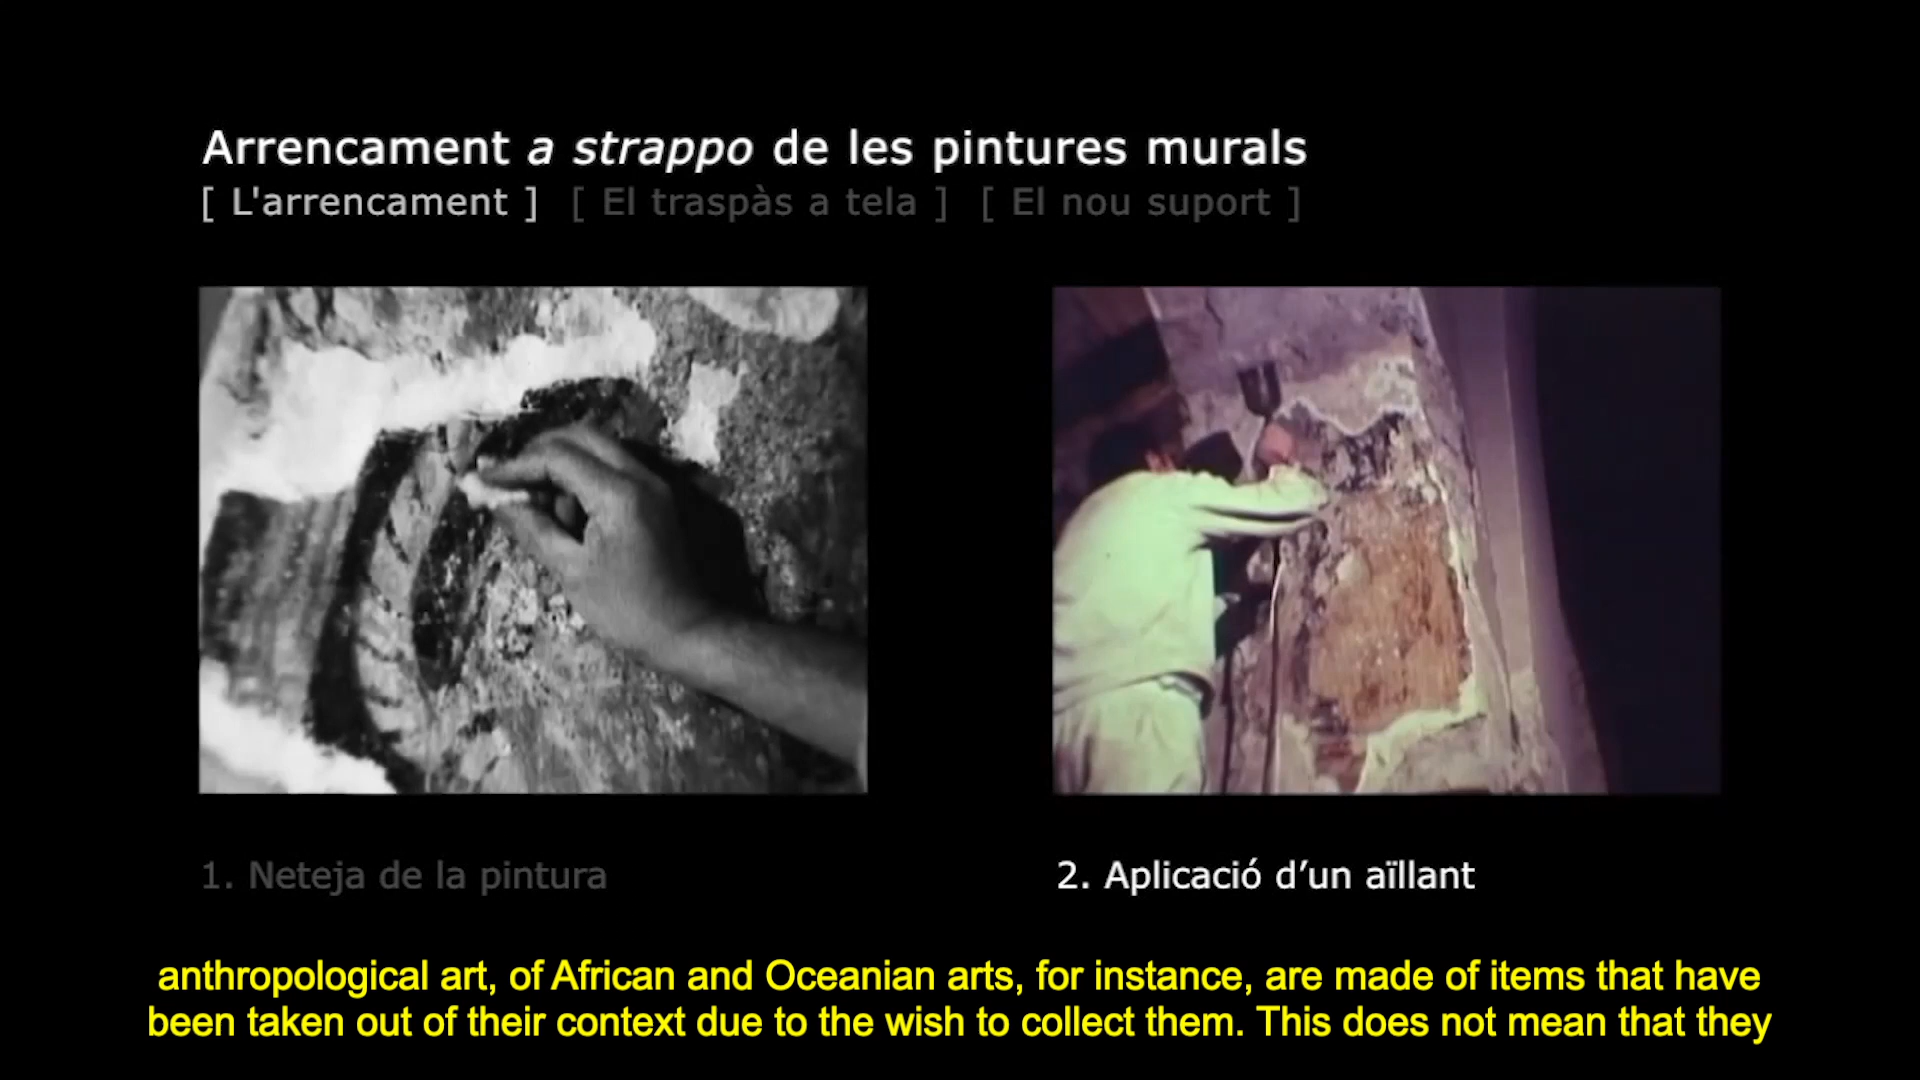 Arrencament a strappo de les pintures murals
[ L'arrencament ] [ El traspàs a tela ] [ El nou suport ]
1. Neteja de la pintura
2. Aplicació d’un aïllant
anthropological art, of African and Oceanian arts, for instance, are made of items that have
been taken out of their context due to the wish to collect them. This does not mean that they